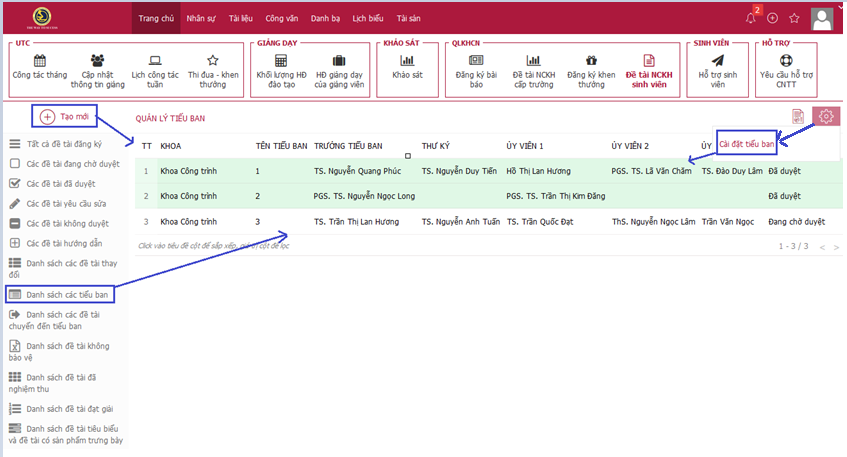 Trang chủ Nhân sự Tài liệu Công văn Danh bạ Lịch biểu Tài sản 2
UTC GIẢNG DẠY KHẢO SÁT QLKHCN SINH VIÊN HỖ TRỢ
Công tác tháng
Cập nhật
thông tin giảng
Lịch công tác
tuần
Thi đua - khen
thưởng
Khối lượng HĐ
đào tạo
HĐ giảng dạy
của giảng viên
Khảo sát
Đăng ký bài
báo
Đề tài NCKH
cấp trường
Đăng ký khen
thưởng
Đề tài NCKH
sinh viên
Hỗ trợ sinh
viên
Yêu cầu hỗ trợ
CNTT
Tạo mới
Tất cả đề tài đăng ký
Các đề tài đang chờ duyệt
Các đề tài đã duyệt
Các đề tài yêu cầu sửa
Các đề tài không duyệt
Các đề tài hướng dẫn
Danh sách các đề tài thay
đổi
Danh sách các tiểu ban
Danh sách các đề tài
chuyển đến tiểu ban
Danh sách đề tài không
bảo vệ
Danh sách đề tài đã
nghiệm thu
Danh sách đề tài đạt giải
Danh sách đề tài tiêu biểu
và đề tài có sản phẩm trưng bày
QUẢN LÝ TIỂU BAN
Cài đặt tiểu ban
TT KHOA TÊN TIỂU BAN TRƯỞNG TIỂU BAN THƯ KÝ ỦY VIÊN 1 ỦY VIÊN 2 ỦY
1 Khoa Công trình 1 TS. Nguyễn Quang Phúc TS. Nguyễn Duy Tiến Hồ Thị Lan Hương PGS. TS. Lã Văn Chăm TS. Đào Duy Lâm Đã duyệt
2 Khoa Công trình 2 PGS. TS. Nguyễn Ngọc Long PGS. TS. Trần Thị Kim Đăng Đã duyệt
3 Khoa Công trình 3 TS. Trần Thị Lan Hương TS. Nguyễn Anh Tuấn TS. Trần Quốc Đạt ThS. Nguyễn Ngọc Lâm Trần Văn Ngọc Đang chờ duyệt
Click vào tiêu đề cột để sắp xếp, giá trị cột để lọc 1 - 3 / 3 < >